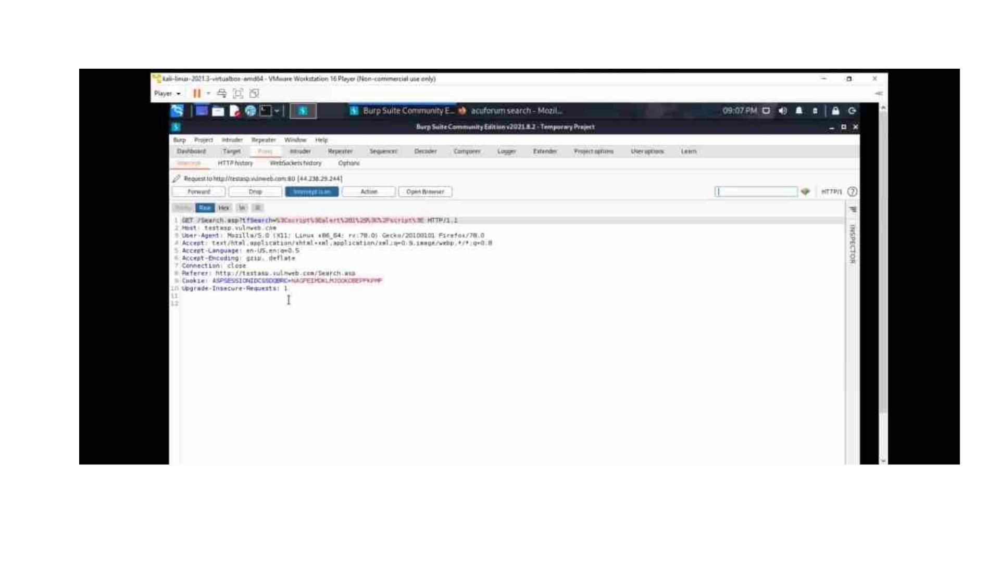 kali-linux-2021.3-virtualbox-amd64 - VMware Workstation 16 Player (Non-commercial use only)
Player
Burp Suite Community E... acuforum search - Mozil... 09:07 PM
Burp Suite Community Edition v2021.8.2 - Temporary Project
Burp Project Intruder Repeater Window Help
Dashboard Target Proxy Intruder Repeater Sequencer Decoder Comparer Logger Extender Project options User options Learn
Intercept HTTP history WebSockets history Options
Request to http://testasp.vulnweb.com:80 [44.238.29.244]
Forward Drop Intercept is on Action Open Browser HTTP/1 ?
Pretty Raw Hex \n
1 GET /Search.asp?tfSearch=%3Cscript%3Ealert%281%29%3C%2Fscript%3E HTTP/1.1
2 Host: testasp.vulnweb.com
3 User-Agent: Mozilla/5.0 (X11; Linux x86_64; rv:78.0) Gecko/20100101 Firefox/78.0
4 Accept: text/html,application/xhtml+xml,application/xml;q=0.9,image/webp,*/*;q=0.8
5 Accept-Language: en-US,en;q=0.5
6 Accept-Encoding: gzip, deflate
7 Connection: close
8 Referer: http://testasp.vulnweb.com/Search.asp
9 Cookie:
10 Upgrade-Insecure-Requests: 1
11
12
INSPECTOR